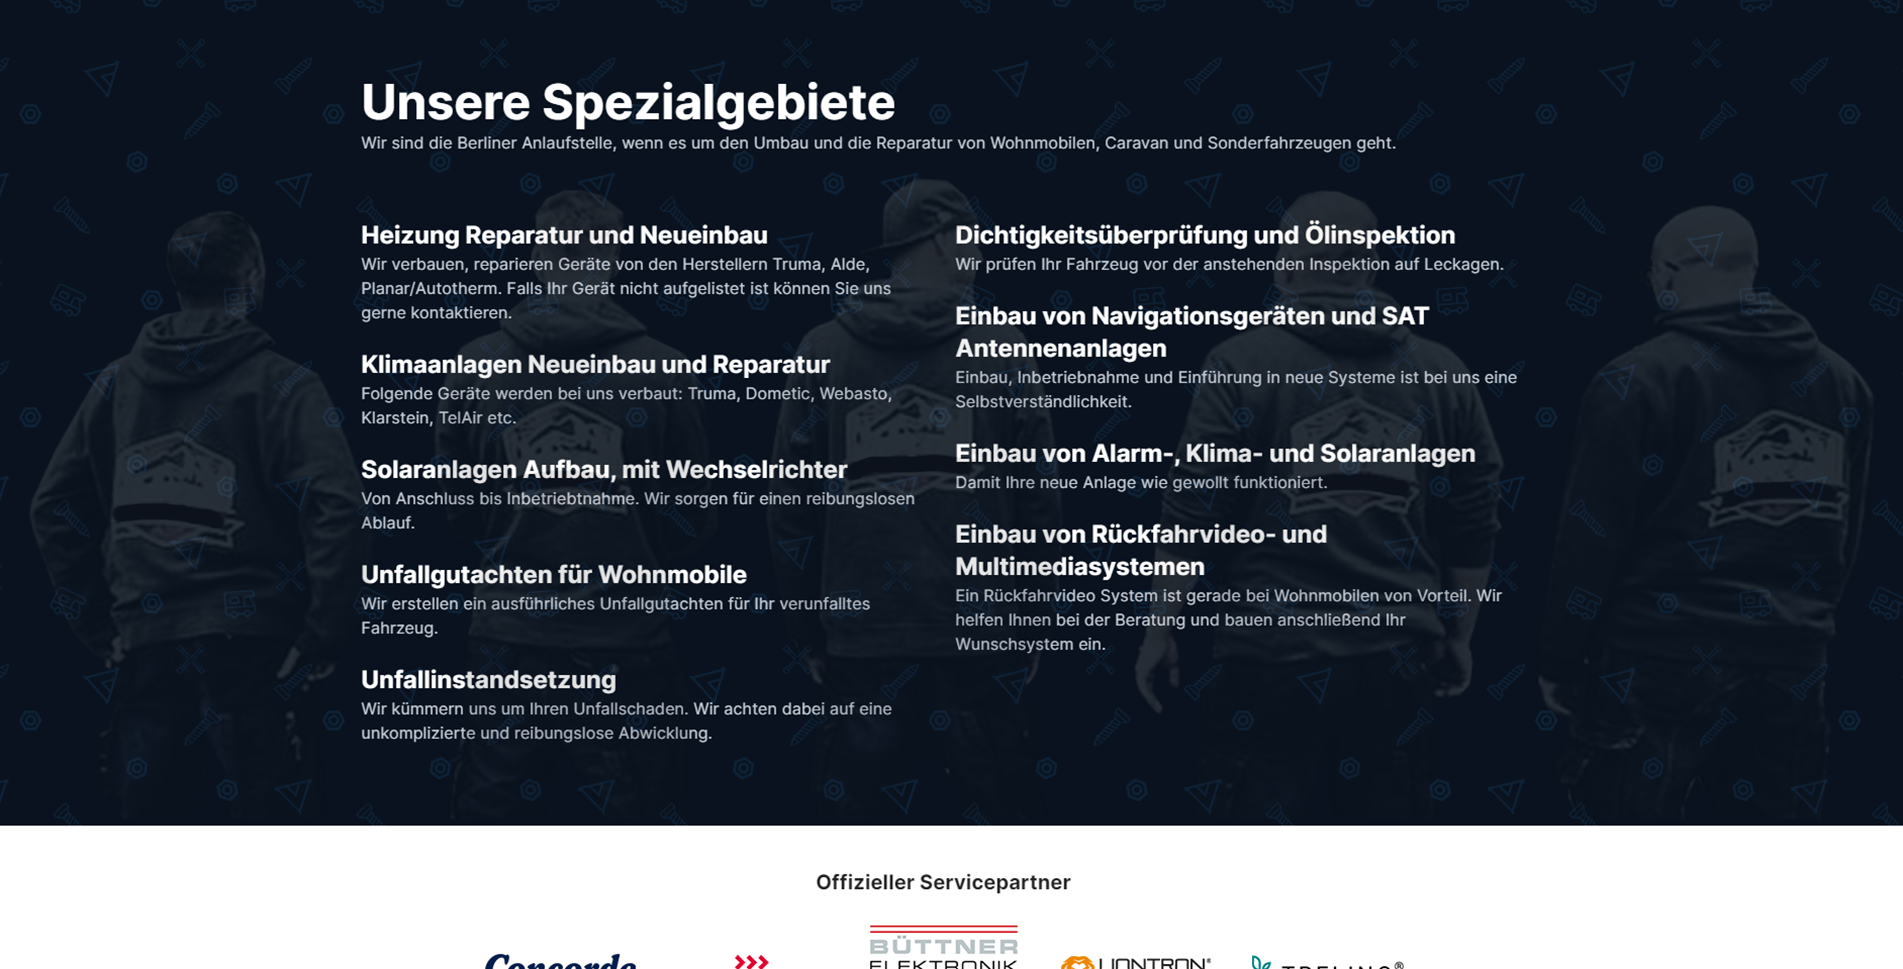 Unsere Spezialgebiete
Wir sind die Berliner Anlaufstelle, wenn es um den Umbau und die Reparatur von Wohnmobilen, Caravan und Sonderfahrzeugen geht.
Heizung Reparatur und Neueinbau
Wir verbauen, reparieren Geräte von den Herstellern Truma, Alde,
Planar/Autotherm. Falls Ihr Gerät nicht aufgelistet ist können Sie uns
gerne kontaktieren.
Klimaanlagen Neueinbau und Reparatur
Folgende Geräte werden bei uns verbaut: Truma, Dometic, Webasto,
Klarstein, TelAir etc.
Solaranlagen Aufbau, mit Wechselrichter
Von Anschluss bis Inbetriebtnahme. Wir sorgen für einen reibungslosen
Ablauf.
Unfallgutachten für Wohnmobile
Wir erstellen ein ausführliches Unfallgutachten für Ihr verunfalltes
Fahrzeug.
Unfallinstandsetzung
Wir kümmern uns um Ihren Unfallschaden. Wir achten dabei auf eine
unkomplizierte und reibungslose Abwicklung.
Dichtigkeitsüberprüfung und Ölinspektion
Wir prüfen Ihr Fahrzeug vor der anstehenden Inspektion auf Leckagen.
Einbau von Navigationsgeräten und SAT
Antennenanlagen
Einbau, Inbetriebnahme und Einführung in neue Systeme ist bei uns eine
Selbstverständlichkeit.
Einbau von Alarm-, Klima- und Solaranlagen
Damit Ihre neue Anlage wie gewollt funktioniert.
Einbau von Rückfahrvideo- und
Multimediasystemen
Ein Rückfahrvideo System ist gerade bei Wohnmobilen von Vorteil. Wir
helfen Ihnen bei der Beratung und bauen anschließend Ihr
Wunschsystem ein.
Offizieller Servicepartner
Concorde
BÜTTNER
ELEKTRONIK
LIONTRON®